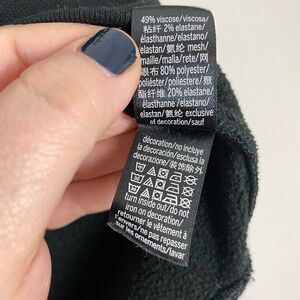 49% viscose/viscosa/
粘纤 2% elastane/
élasthanne/elastano/
elastan/氨纶 mesh/
maille/malla/rete/网
眼布 80% polyester/
poliéster/poliestere/聚
酯纤维 20% elastane/
élasthanne/elastano/
elastan/氨纶 exclusive
of decoration/sauf
décoration/no incluye
la decoración/esclusa la
decorazione/装饰除外
turn inside out/do not
iron on decoration/
retourner le vêtement à
l'envers/ne pas repasser
sur les ornements/lavar